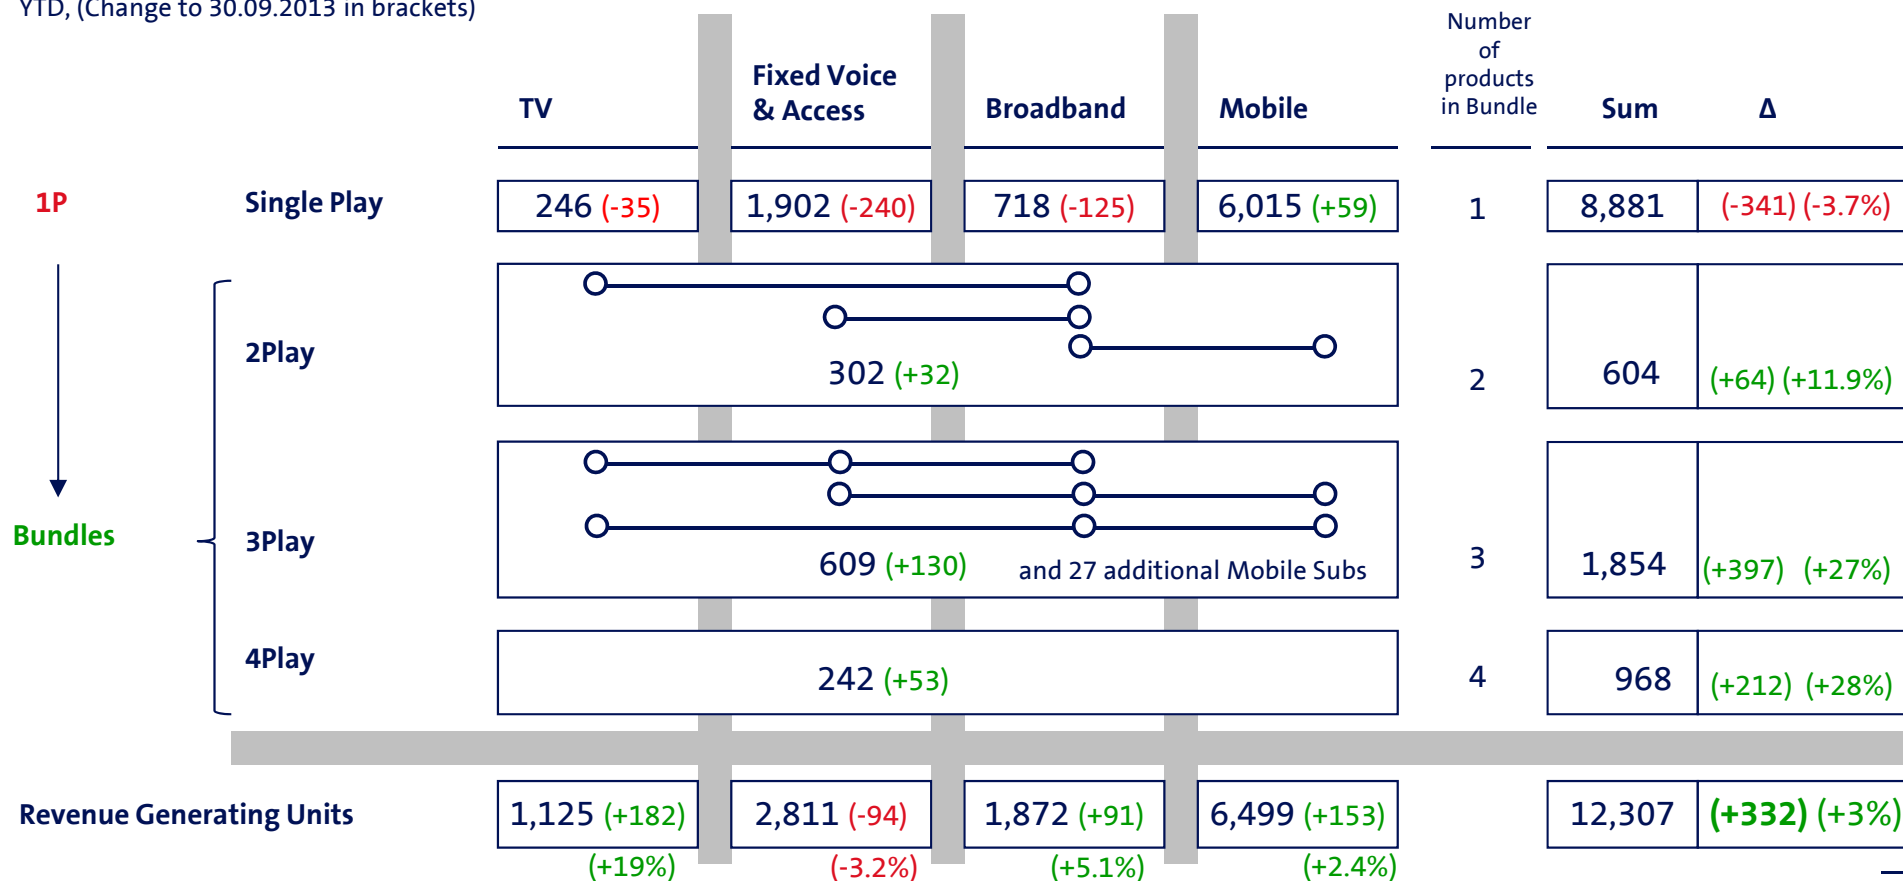 YTD, (Change to 30.09.2013 in brackets)
Number
of
products
in Bundle
TV
Fixed Voice
& Access
Broadband
Mobile
Sum
Δ
1P
Single Play
246 (-35)
1,902 (-240)
718 (-125)
6,015 (+59)
1
8,881
(-341) (-3.7%)
2Play
302 (+32)
2
604
(+64) (+11.9%)
Bundles
3Play
609 (+130)
and 27 additional Mobile Subs
3
1,854
(+397) (+27%)
4Play
242 (+53)
4
968
(+212) (+28%)
Revenue Generating Units
1,125 (+182)
2,811 (-94)
1,872 (+91)
6,499 (+153)
12,307
(+332) (+3%)
(+19%)
(-3.2%)
(+5.1%)
(+2.4%)